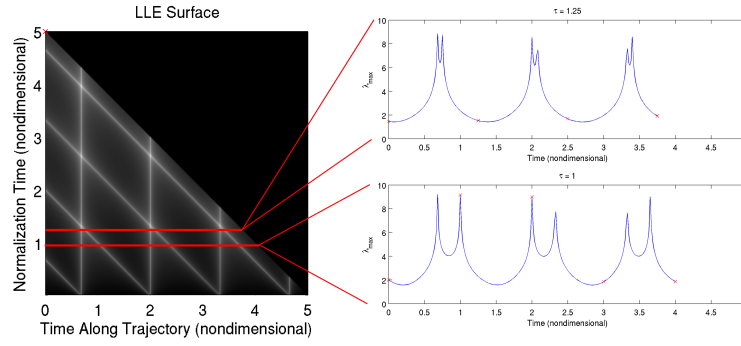 LLE Surface
Normalization Time (nondimensional)
5
4
3
2
1
0 1 2 3 4 5
Time Along Trajectory (nondimensional)
τ = 1.25
λmax
10
8
6
4
2
0
0 0.5 1 1.5 2 2.5 3 3.5 4 4.5
Time (nondimensional)
τ = 1
λmax
10
8
6
4
2
0
0 0.5 1 1.5 2 2.5 3 3.5 4 4.5
Time (nondimensional)